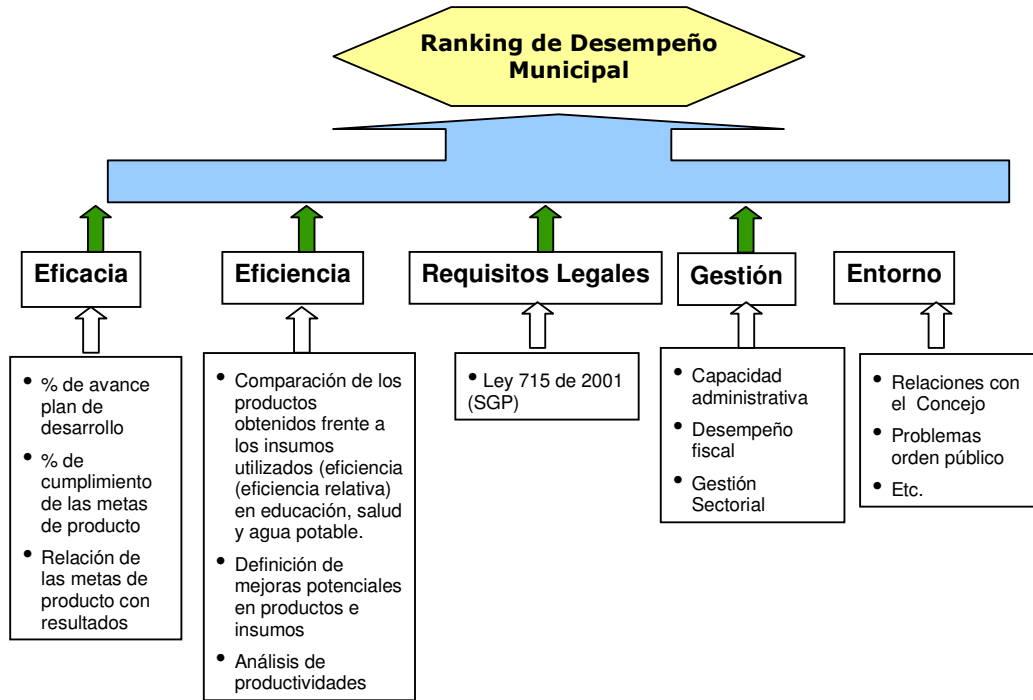 Ranking de Desempeño
Municipal
Eficacia
Eficiencia
Requisitos Legales
Gestión
Entorno
• % de avance
plan de
desarrollo
• % de
cumplimiento
de las metas
de producto
• Relación de
las metas de
producto con
resultados
• Comparación de los
productos
obtenidos frente a
los insumos
utilizados (eficiencia
(eficiencia relativa)
en educación, salud
y agua potable.
• Definición de
mejoras potenciales
en productos e
insumos
• Análisis de
productividades
• Ley 715 de 2001
(SGP)
• Capacidad
administrativa
• Desempeño
fiscal
• Gestión
Sectorial
• Relaciones con
el Concejo
• Problemas
orden público
• Etc.